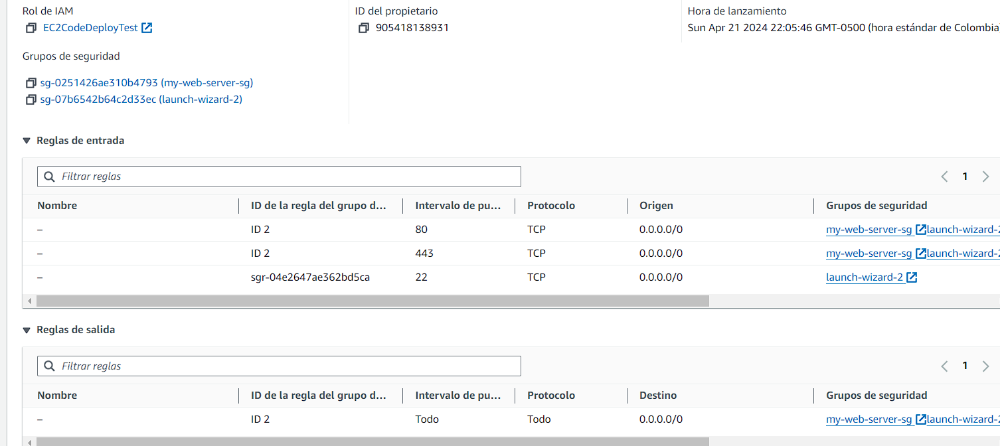 Rol de IAM ID del propietario Hora de lanzamiento
EC2CodeDeployTest 905418138931 Sun Apr 21 2024 22:05:46 GMT-0500 (hora estándar de Colombia)
Grupos de seguridad
sg-0251426ae310b4793 (my-web-server-sg)
sg-07b6542b64c2d33ec (launch-wizard-2)
Reglas de entrada
Filtrar reglas 1
Nombre ID de la regla del grupo d... Intervalo de pu... Protocolo Origen Grupos de seguridad
– ID 2 80 TCP 0.0.0.0/0 my-web-server-sg launch-wizard-2
– ID 2 443 TCP 0.0.0.0/0 my-web-server-sg launch-wizard-2
– sgr-04e2647ae362bd5ca 22 TCP 0.0.0.0/0 launch-wizard-2
Reglas de salida
Filtrar reglas 1
Nombre ID de la regla del grupo d... Intervalo de pu... Protocolo Destino Grupos de seguridad
– ID 2 Todo Todo 0.0.0.0/0 my-web-server-sg launch-wizard-2